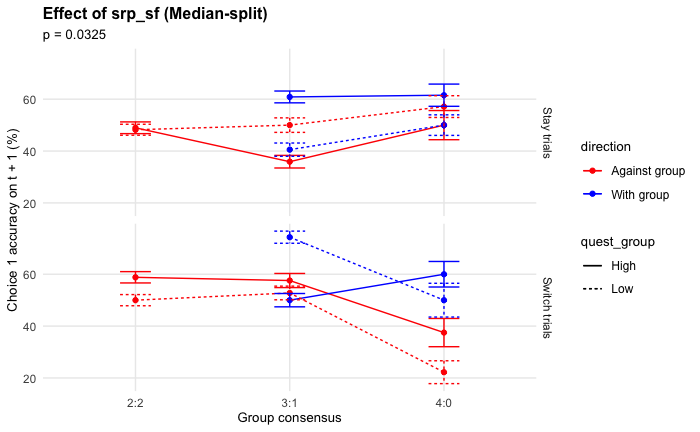 Effect of srp_sf (Median-split)
p = 0.0325
Choice 1 accuracy on t + 1 (%)
60
40
20
Stay trials
60
40
20
Switch trials
2:2
3:1
4:0
Group consensus
direction
Against group
With group
quest_group
High
Low